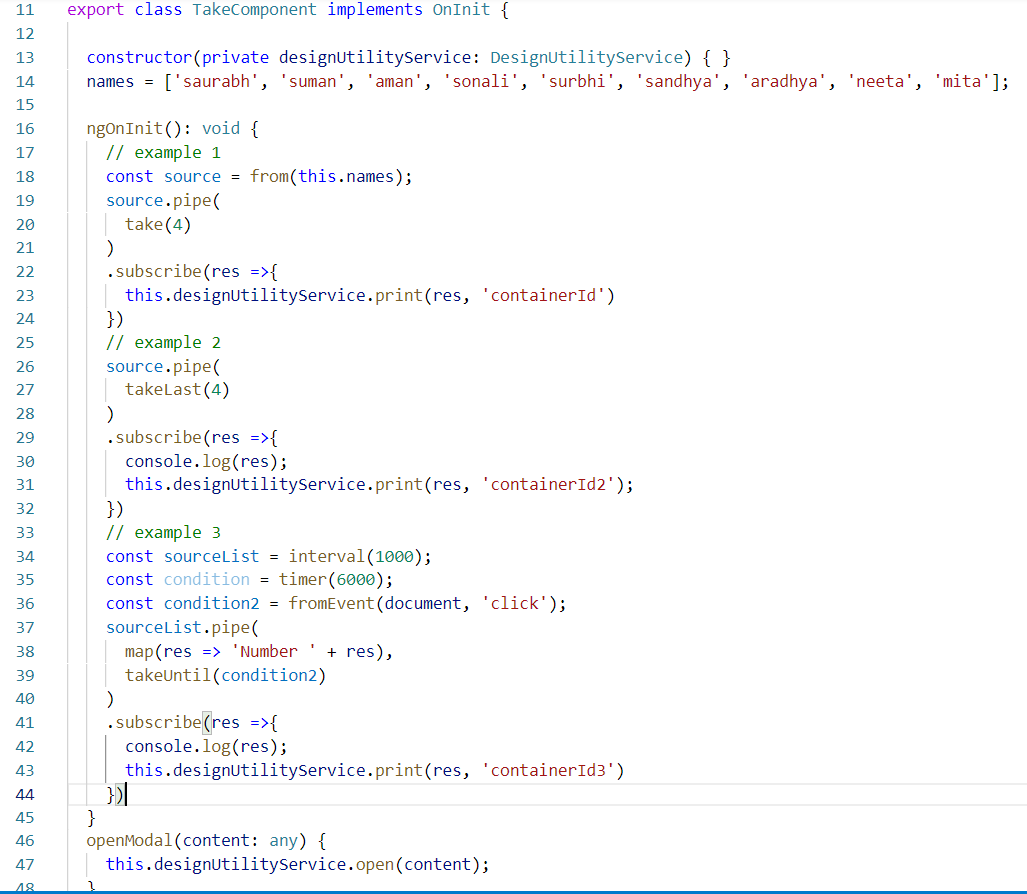 11 export class TakeComponent implements OnInit {
12
13 constructor(private designUtilityService: DesignUtilityService) { }
14 names = ['saurabh', 'suman', 'aman', 'sonali', 'surbhi', 'sandhya', 'aradhya', 'neeta', 'mita'];
15
16 ngOnInit(): void {
17 // example 1
18 const source = from(this.names);
19 source.pipe(
20 take(4)
21 )
22 .subscribe(res =>{
23 this.designUtilityService.print(res, 'containerId')
24 })
25 // example 2
26 source.pipe(
27 takeLast(4)
28 )
29 .subscribe(res =>{
30 console.log(res);
31 this.designUtilityService.print(res, 'containerId2');
32 })
33 // example 3
34 const sourceList = interval(1000);
35 const condition = timer(6000);
36 const condition2 = fromEvent(document, 'click');
37 sourceList.pipe(
38 map(res => 'Number ' + res),
39 takeUntil(condition2)
40 )
41 .subscribe(res =>{
42 console.log(res);
43 this.designUtilityService.print(res, 'containerId3')
44 })
45 }
46 openModal(content: any) {
47 this.designUtilityService.open(content);
48 }